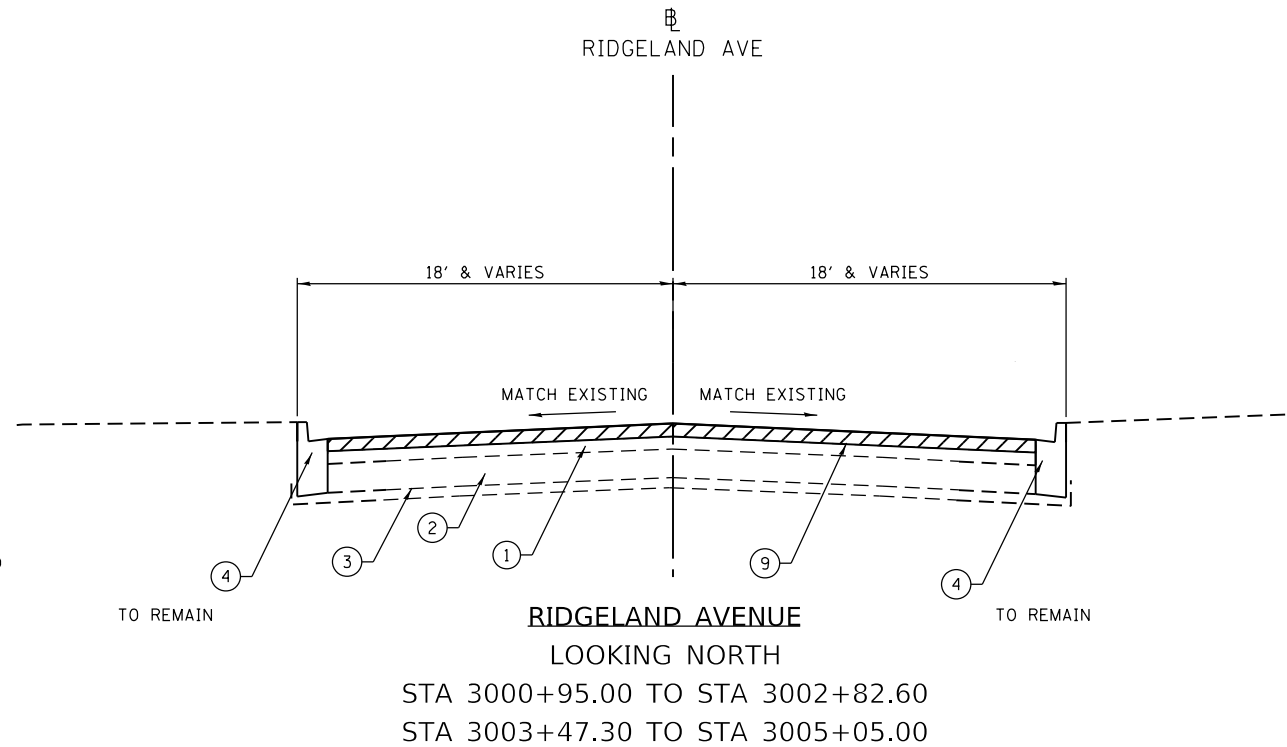 BL
RIDGELAND AVE
18' & VARIES
18' & VARIES
MATCH EXISTING
MATCH EXISTING
4
3
2
1
9
4
TO REMAIN
TO REMAIN
RIDGELAND AVENUE
LOOKING NORTH
STA 3000+95.00 TO STA 3002+82.60
STA 3003+47.30 TO STA 3005+05.00